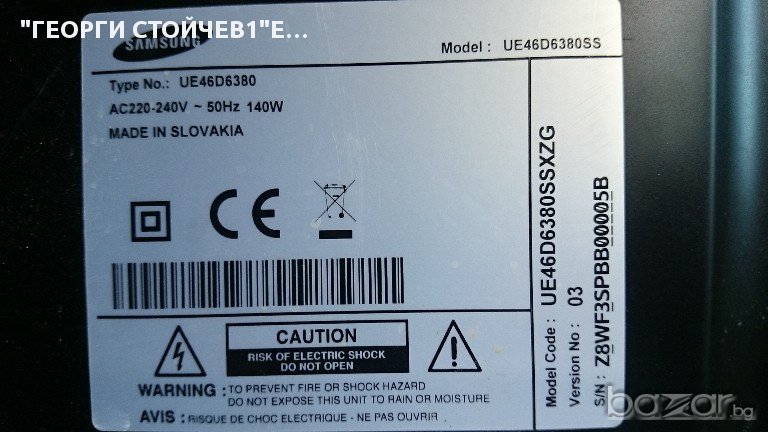 "ГЕОРГИ СТОЙЧЕВ1"Е...
SAMSUNG
Model : UE46D6380SS
Type No.: UE46D6380
AC220-240V ~ 50Hz 140W
MADE IN SLOVAKIA
CE
CAUTION
RISK OF ELECTRIC SHOCK
DO NOT OPEN
WARNING : TO PREVENT FIRE OR SHOCK HAZARD
DO NOT EXPOSE THIS UNIT TO RAIN OR MOISTURE
AVIS : RISQUE DE CHOC ELECTRIQUE - NE PAS OUVRIR
Model Code : UE46D6380SSXZG
Version No : 03
S/N : Z8WF3SPBB00005B
bazar.bg